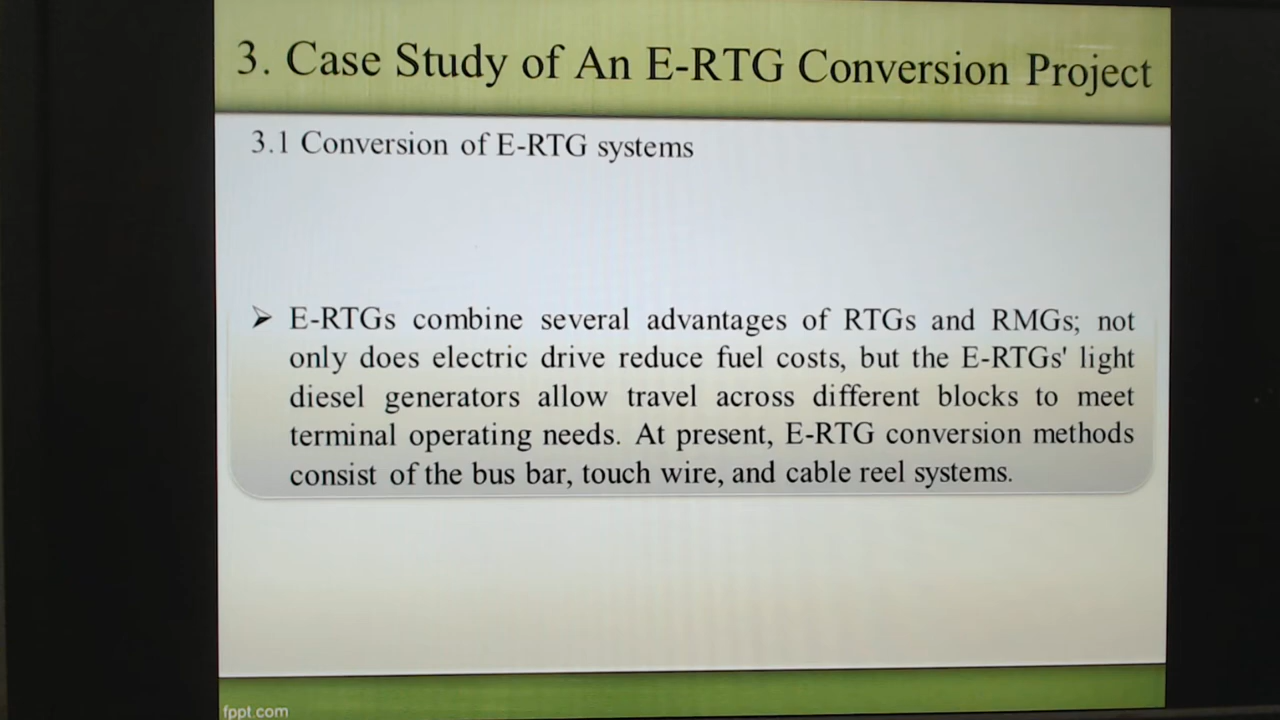 3. Case Study of An E-RTG Conversion Project
3.1 Conversion of E-RTG systems
➢ E-RTGs combine several advantages of RTGs and RMGs; not
only does electric drive reduce fuel costs, but the E-RTGs' light
diesel generators allow travel across different blocks to meet
terminal operating needs. At present, E-RTG conversion methods
consist of the bus bar, touch wire, and cable reel systems.
fppt.com